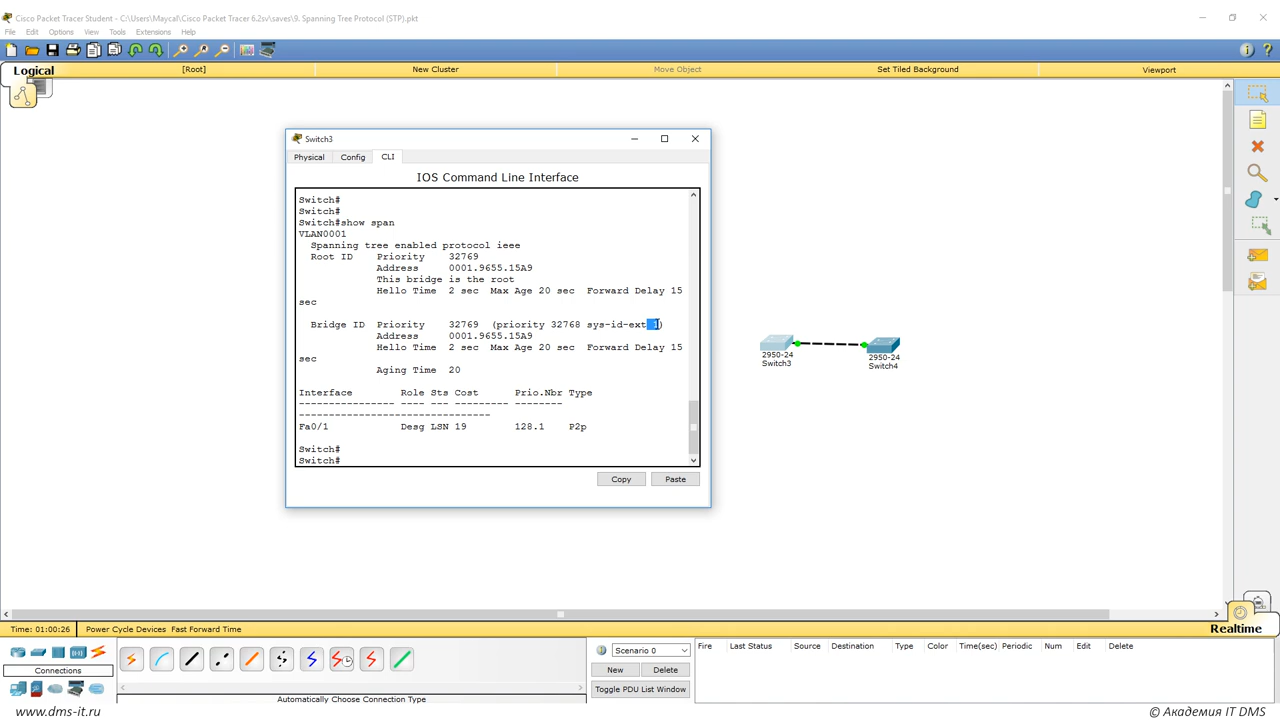 Cisco Packet Tracer Student - C:\Users\Maycal\Cisco Packet Tracer 6.2sv\saves\9. Spanning Tree Protocol (STP).pkt
File Edit Options View Tools Extensions Help
Logical [Root] New Cluster Move Object Set Tiled Background Viewport
Switch3
Physical Config CLI
IOS Command Line Interface
Switch#
Switch#
Switch#show span
VLAN0001
Spanning tree enabled protocol ieee
Root ID Priority 32769
Address 0001.9655.15A9
This bridge is the root
Hello Time 2 sec Max Age 20 sec Forward Delay 15
sec
Bridge ID Priority 32769 (priority 32768 sys-id-ext 1)
Address 0001.9655.15A9
Hello Time 2 sec Max Age 20 sec Forward Delay 15
sec
Aging Time 20
Interface Role Sts Cost Prio.Nbr Type
---------------- ---- --- --------- --------
--------------------------------
Fa0/1 Desg LSN 19 128.1 P2p
Switch#
Switch#
Copy Paste
2950-24
Switch3
2950-24
Switch4
Time: 01:00:26 Power Cycle Devices Fast Forward Time Realtime
Connections
Automatically Choose Connection Type
Scenario 0
New Delete
Toggle PDU List Window
Fire Last Status Source Destination Type Color Time(sec) Periodic Num Edit Delete
www.dms-it.ru © Академия IT DMS